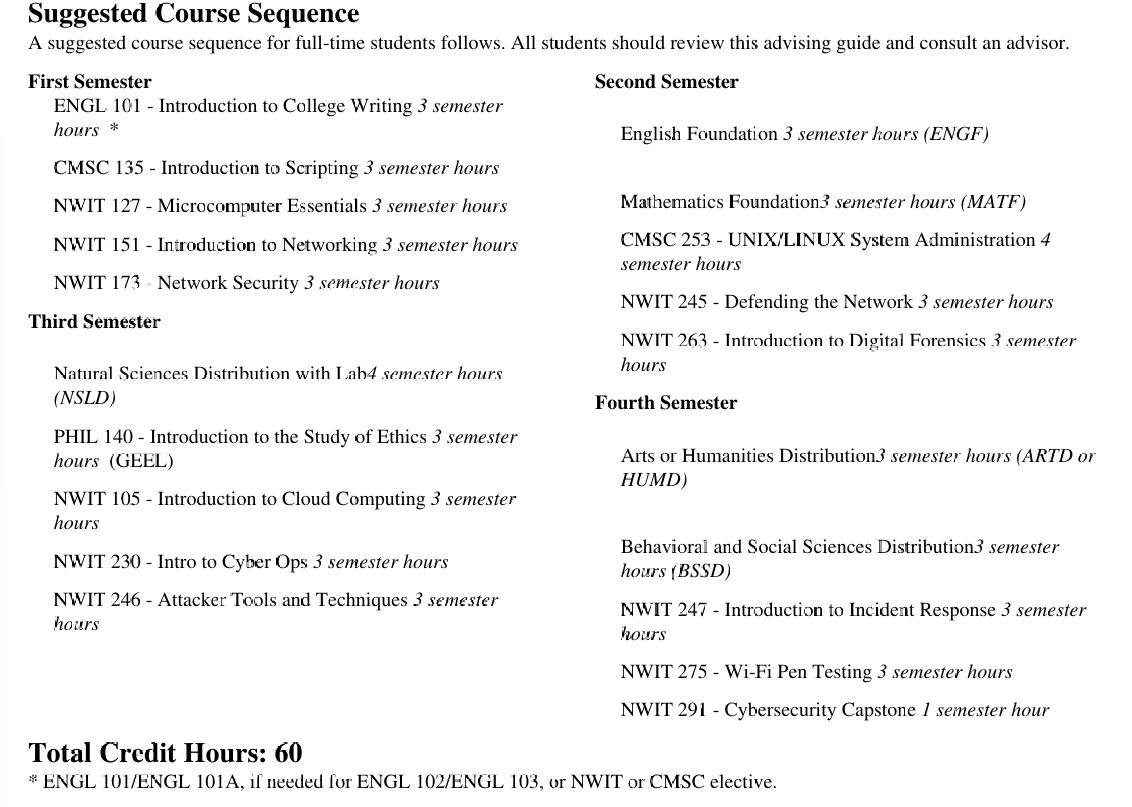 Suggested Course Sequence
A suggested course sequence for full-time students follows. All students should review this advising guide and consult an advisor.
First Semester
ENGL 101 - Introduction to College Writing 3 semester
hours *
CMSC 135 - Introduction to Scripting 3 semester hours
NWIT 127 - Microcomputer Essentials 3 semester hours
NWIT 151 - Introduction to Networking 3 semester hours
NWIT 173 - Network Security 3 semester hours
Third Semester
Natural Sciences Distribution with Lab4 semester hours
(NSLD)
PHIL 140 - Introduction to the Study of Ethics 3 semester
hours (GEEL)
NWIT 105 - Introduction to Cloud Computing 3 semester
hours
NWIT 230 - Intro to Cyber Ops 3 semester hours
NWIT 246 - Attacker Tools and Techniques 3 semester
hours
Second Semester
English Foundation 3 semester hours (ENGF)
Mathematics Foundation3 semester hours (MATF)
CMSC 253 - UNIX/LINUX System Administration 4
semester hours
NWIT 245 - Defending the Network 3 semester hours
NWIT 263 - Introduction to Digital Forensics 3 semester
hours
Fourth Semester
Arts or Humanities Distribution3 semester hours (ARTD or
HUMD)
Behavioral and Social Sciences Distribution3 semester
hours (BSSD)
NWIT 247 - Introduction to Incident Response 3 semester
hours
NWIT 275 - Wi-Fi Pen Testing 3 semester hours
NWIT 291 - Cybersecurity Capstone 1 semester hour
Total Credit Hours: 60
* ENGL 101/ENGL 101A, if needed for ENGL 102/ENGL 103, or NWIT or CMSC elective.